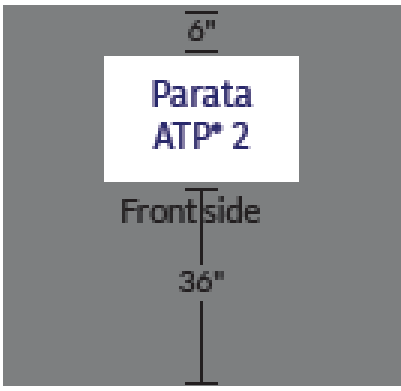 6"
Parata
ATP® 2
Front side
36"